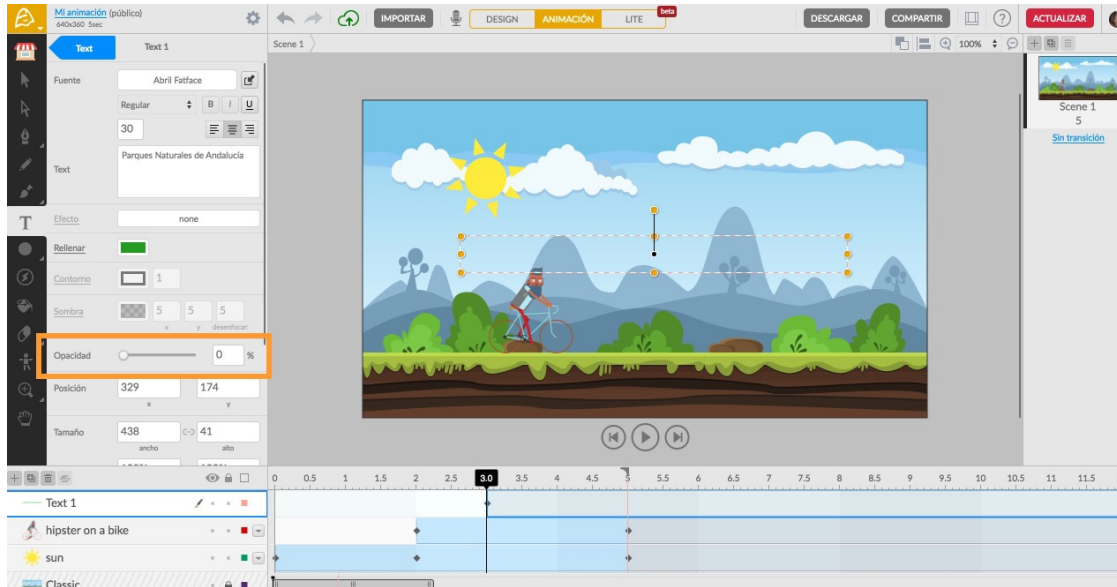 Mi animación (público)
640x360 5sec
IMPORTAR
DESIGN ANIMACIÓN LITE beta
DESCARGAR COMPARTIR ? ACTUALIZAR
Text Text 1
Scene 1
100%
Fuente Abril Fatface
Regular B I U
30
Text Parques Naturales de Andalucía
Scene 1
5
Sin transición
T
Efecto none
Rellenar
Contorno 1
Sombra 5 5 5
x y desenfocar:
Opacidad 0 %
Posición 329 174
x y
Tamaño 438 41
ancho alto
0 0.5 1 1.5 2 2.5 3.0 3.5 4 4.5 5 5.5 6 6.5 7 7.5 8 8.5 9 9.5 10 10.5 11 11.5
Text 1
hipster on a bike
sun
Classic